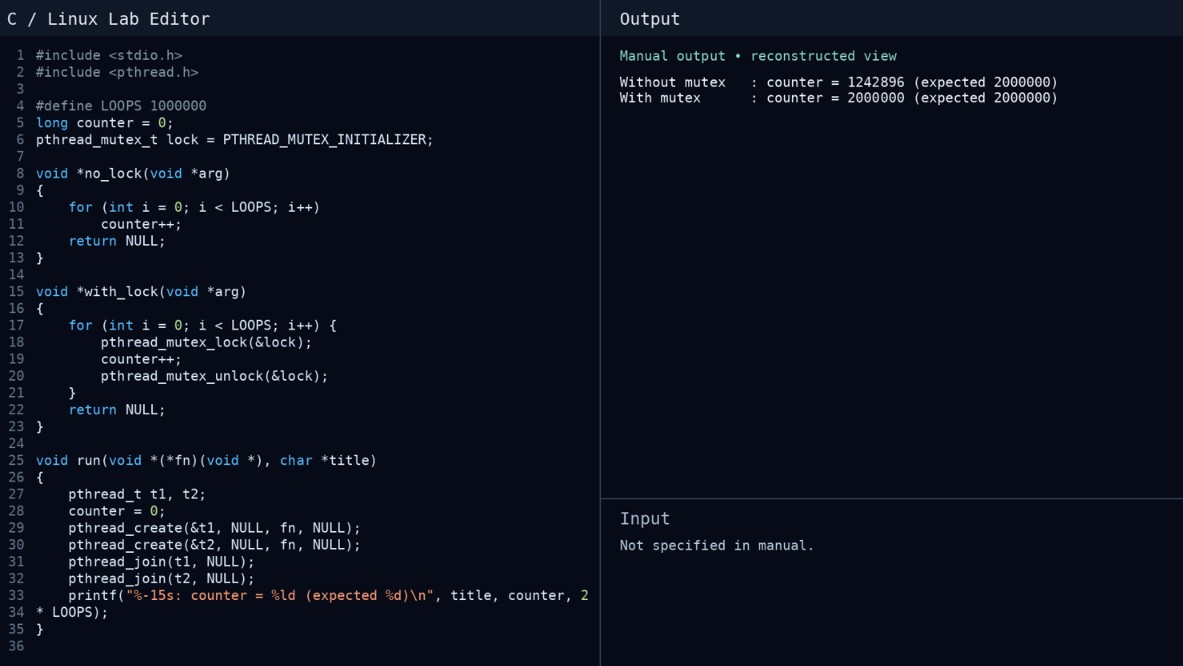 C / Linux Lab Editor
1 #include <stdio.h>
2 #include <pthread.h>
3
4 #define LOOPS 1000000
5 long counter = 0;
6 pthread_mutex_t lock = PTHREAD_MUTEX_INITIALIZER;
7
8 void *no_lock(void *arg)
9 {
10     for (int i = 0; i < LOOPS; i++)
11         counter++;
12     return NULL;
13 }
14
15 void *with_lock(void *arg)
16 {
17     for (int i = 0; i < LOOPS; i++) {
18         pthread_mutex_lock(&lock);
19         counter++;
20         pthread_mutex_unlock(&lock);
21     }
22     return NULL;
23 }
24
25 void run(void *(*fn)(void *), char *title)
26 {
27     pthread_t t1, t2;
28     counter = 0;
29     pthread_create(&t1, NULL, fn, NULL);
30     pthread_create(&t2, NULL, fn, NULL);
31     pthread_join(t1, NULL);
32     pthread_join(t2, NULL);
33     printf("%-15s: counter = %ld (expected %d)\n", title, counter, 2
34 * LOOPS);
35 }
36
Output
Manual output • reconstructed view
Without mutex   : counter = 1242896 (expected 2000000)
With mutex      : counter = 2000000 (expected 2000000)
Input
Not specified in manual.